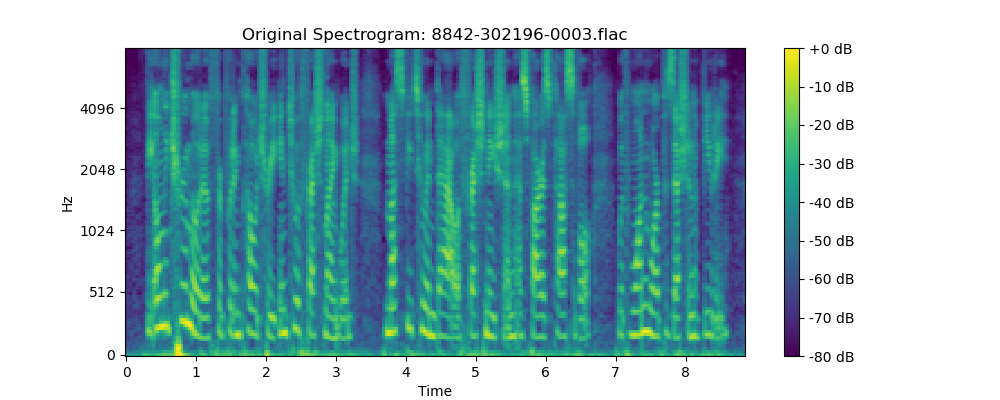 Original Spectrogram: 8842-302196-0003.flac
+0 dB
-10 dB
4096
-20 dB
-30 dB
2048
Hz
-40 dB
1024
-50 dB
-60 dB
512
-70 dB
0
-80 dB
0 1 2 3 4 5 6 7 8
Time